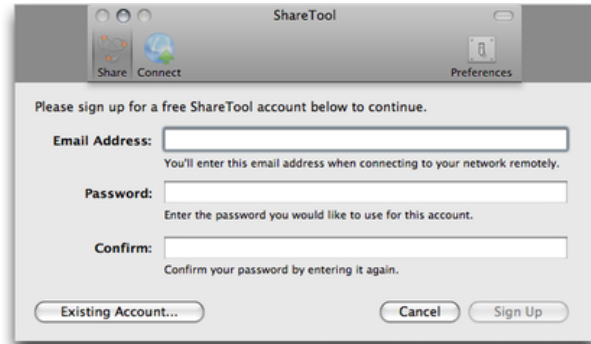 ShareTool
Share Connect Preferences
Please sign up for a free ShareTool account below to continue.
Email Address:
You'll enter this email address when connecting to your network remotely.
Password:
Enter the password you would like to use for this account.
Confirm:
Confirm your password by entering it again.
Existing Account... Cancel Sign Up